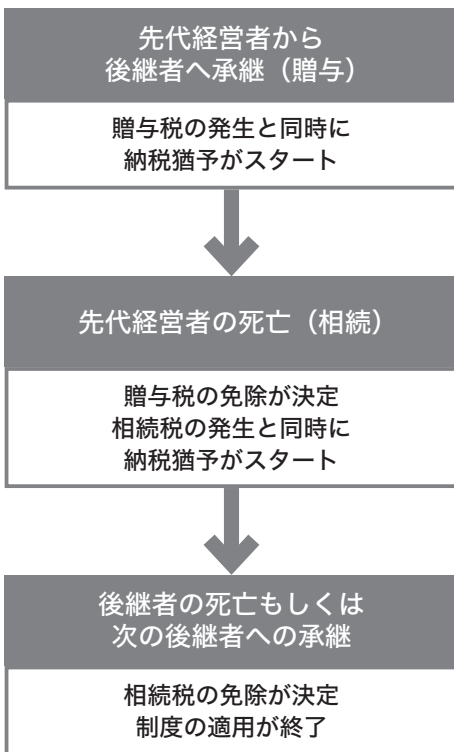 先代経営者から
後継者へ承継（贈与）
贈与税の発生と同時に
納税猶予がスタート
先代経営者の死亡（相続）
贈与税の免除が決定
相続税の発生と同時に
納税猶予がスタート
後継者の死亡もしくは
次の後継者への承継
相続税の免除が決定
制度の適用が終了